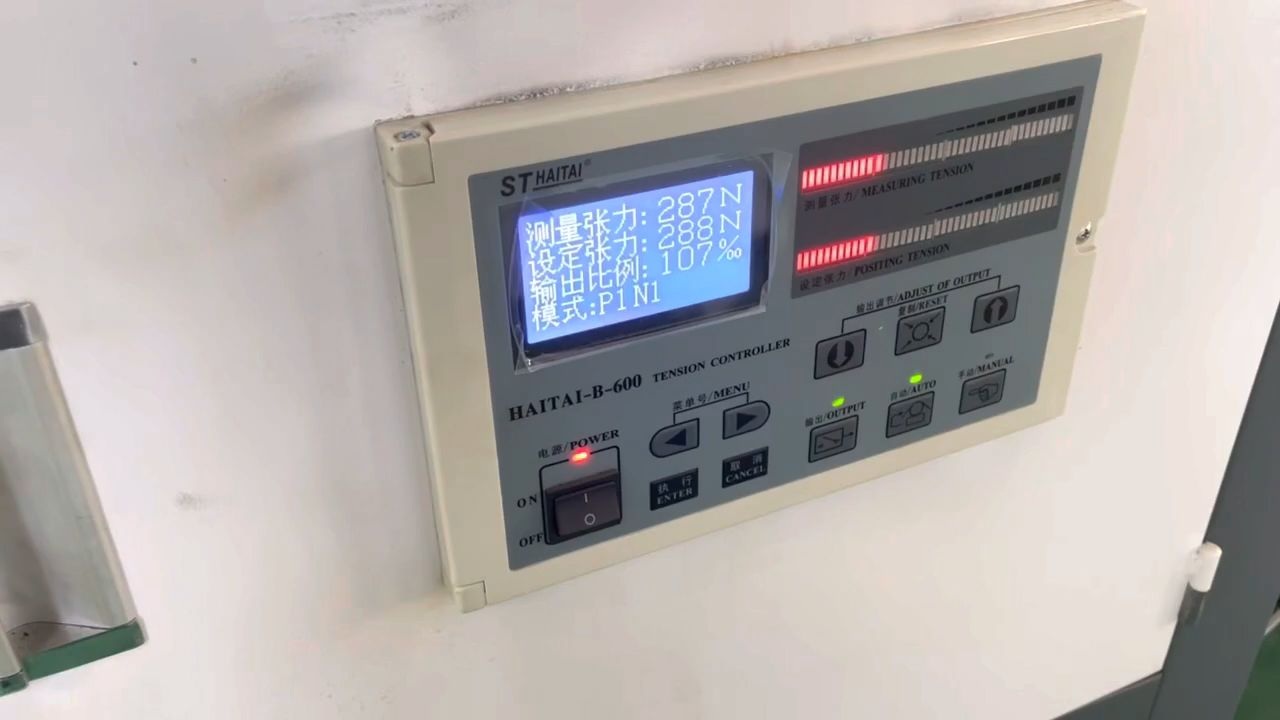 ST HAITAI®
测量张力: 287N
设定张力: 288N
输出比例: 107‰
模式:P1N1
测量张力/MEASURING TENSION
设定张力/POSITING TENSION
输出调节/ADJUST OF OUTPUT
复制/RESET
HAITAI-B-600 TENSION CONTROLLER
菜单号/MENU
输出/OUTPUT
自动/AUTO
手动/MANUAL
电源/POWER
ON
OFF
执行
ENTER
取消
CANCEL